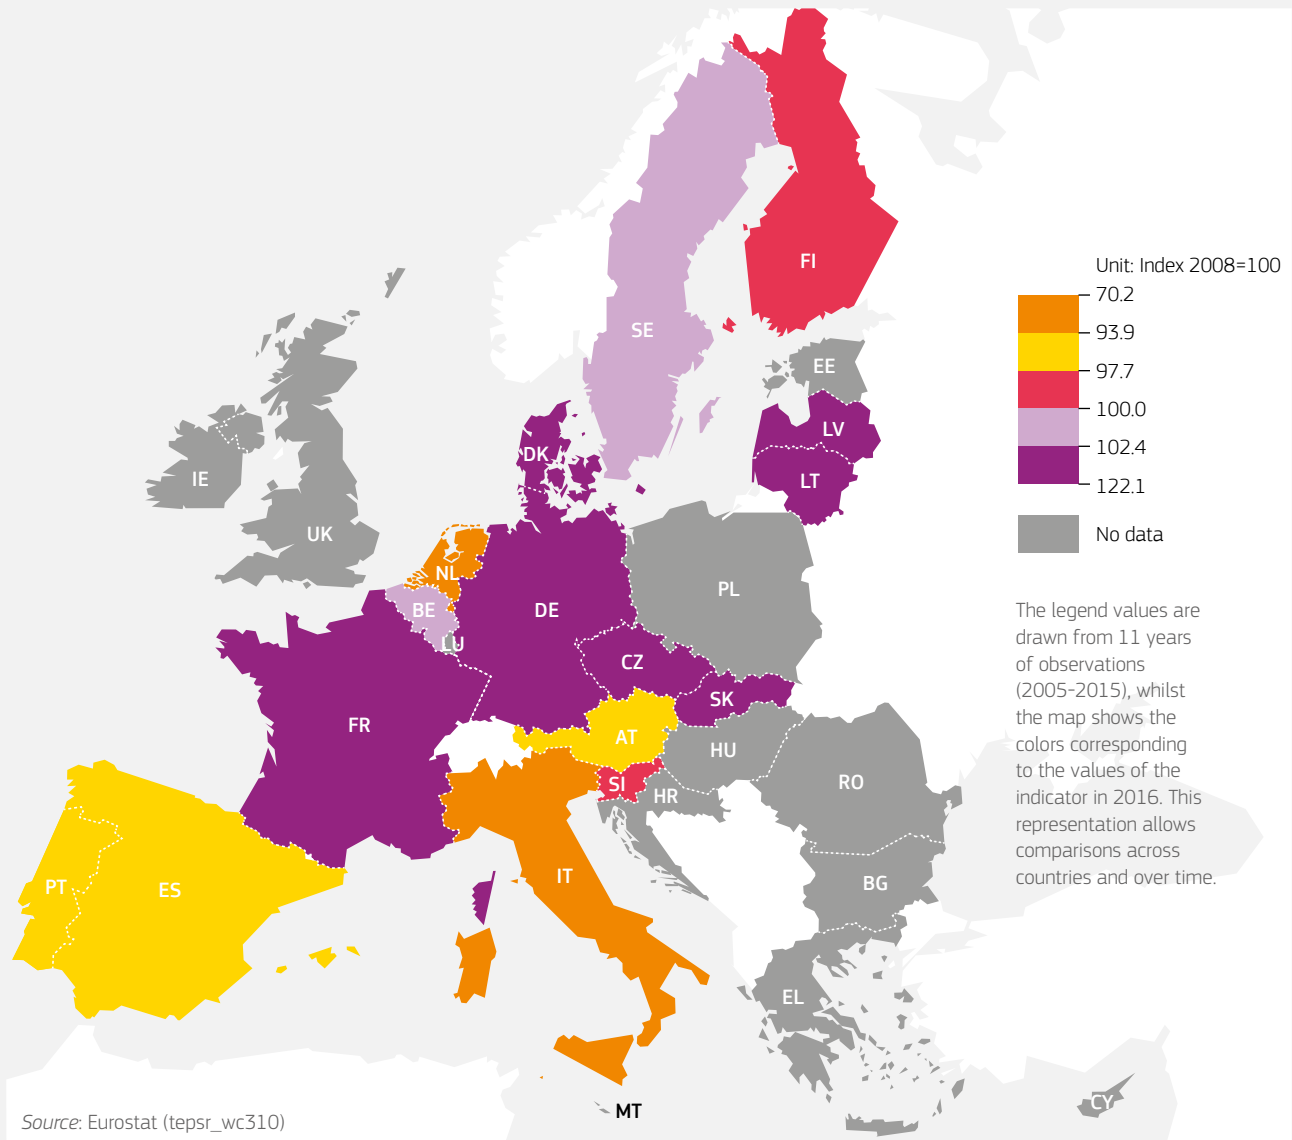 FI
Unit: Index 2008=100
70.2
SE
93.9
EE
97.7
100.0
LV
DK
102.4
IE
LT
122.1
UK
No data
NL
PL
BE
DE
The legend values are
drawn from 11 years
of observations
(2005-2015), whilst
the map shows the
colors corresponding
to the values of the
indicator in 2016. This
representation allows
comparisons across
countries and over time.
LU
CZ
SK
FR
AT
HU
SI
HR
RO
IT
PT
ES
BG
EL
CY
MT
Source: Eurostat (tepsr_wc310)